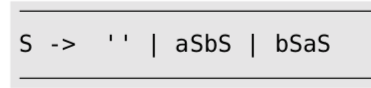 S ->  '' | aSbS | bSaS